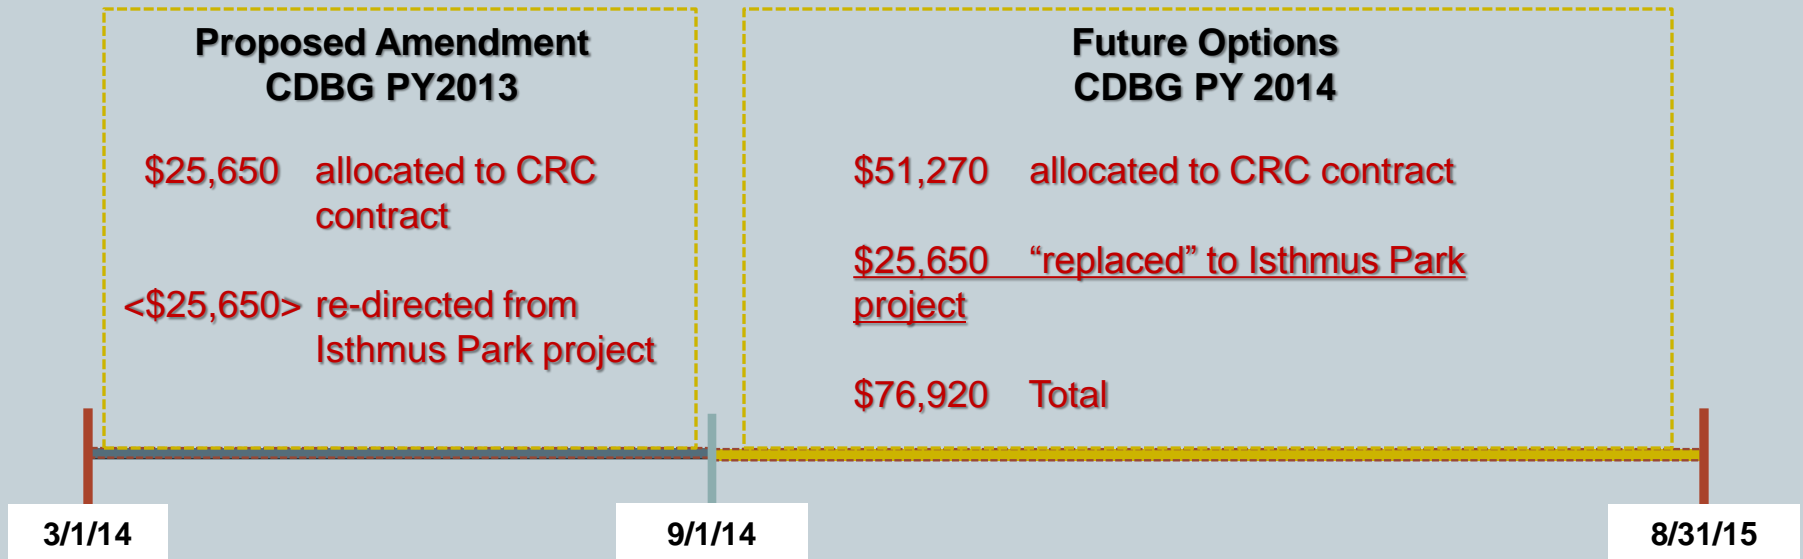 Proposed Amendment
CDBG PY2013
$25,650 allocated to CRC
contract
<$25,650> re-directed from
Isthmus Park project
Future Options
CDBG PY 2014
$51,270 allocated to CRC contract
$25,650 “replaced” to Isthmus Park
project
$76,920 Total
3/1/14
9/1/14
8/31/15